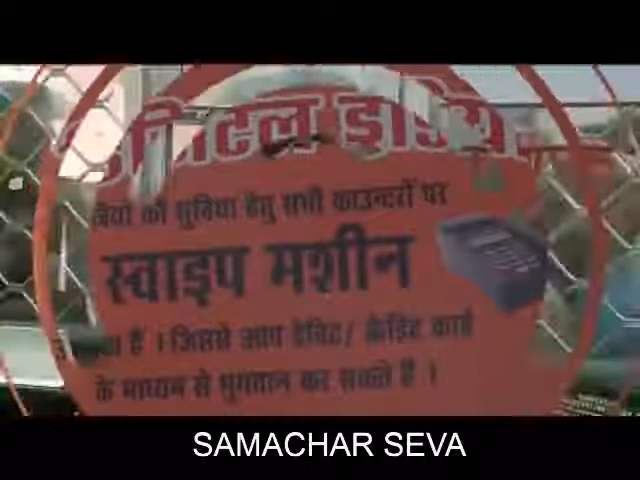 डिजिटल इंडिया
की सुविधा हेतु सभी काउन्टरों पर
स्वाइप मशीन
है । जिससे आप डेबिट/ क्रेडिट कार्ड
के माध्यम से भुगतान कर सकते है ।
SAMACHAR SEVA